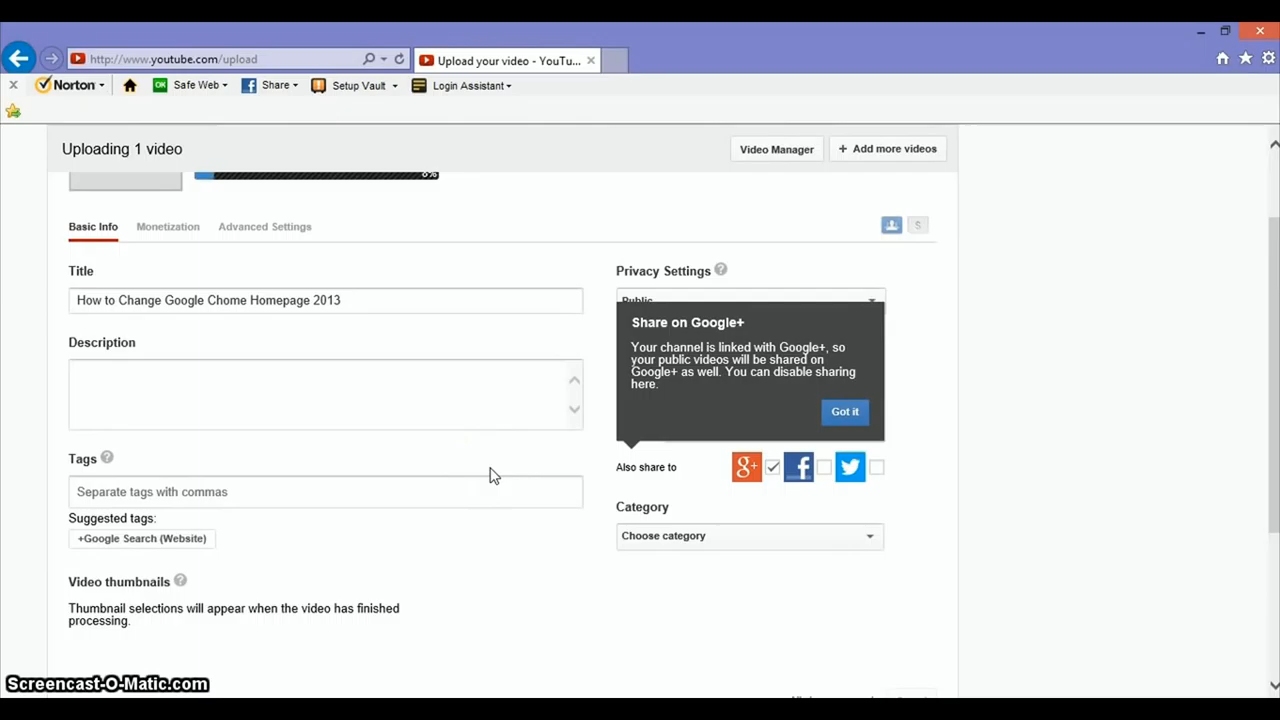 http://www.youtube.com/upload
Upload your video - YouTu...
Norton
OK Safe Web
Share
Setup Vault
Login Assistant
Uploading 1 video
Video Manager
+ Add more videos
Basic Info
Monetization
Advanced Settings
S
Title
How to Change Google Chome Homepage 2013
Description
Tags ?
Separate tags with commas
Suggested tags:
+Google Search (Website)
Video thumbnails ?
Thumbnail selections will appear when the video has finished
processing.
Privacy Settings ?
Public
Share on Google+
Your channel is linked with Google+, so
your public videos will be shared on
Google+ as well. You can disable sharing
here.
Got it
Also share to
g+
f
Category
Choose category
Screencast-O-Matic.com